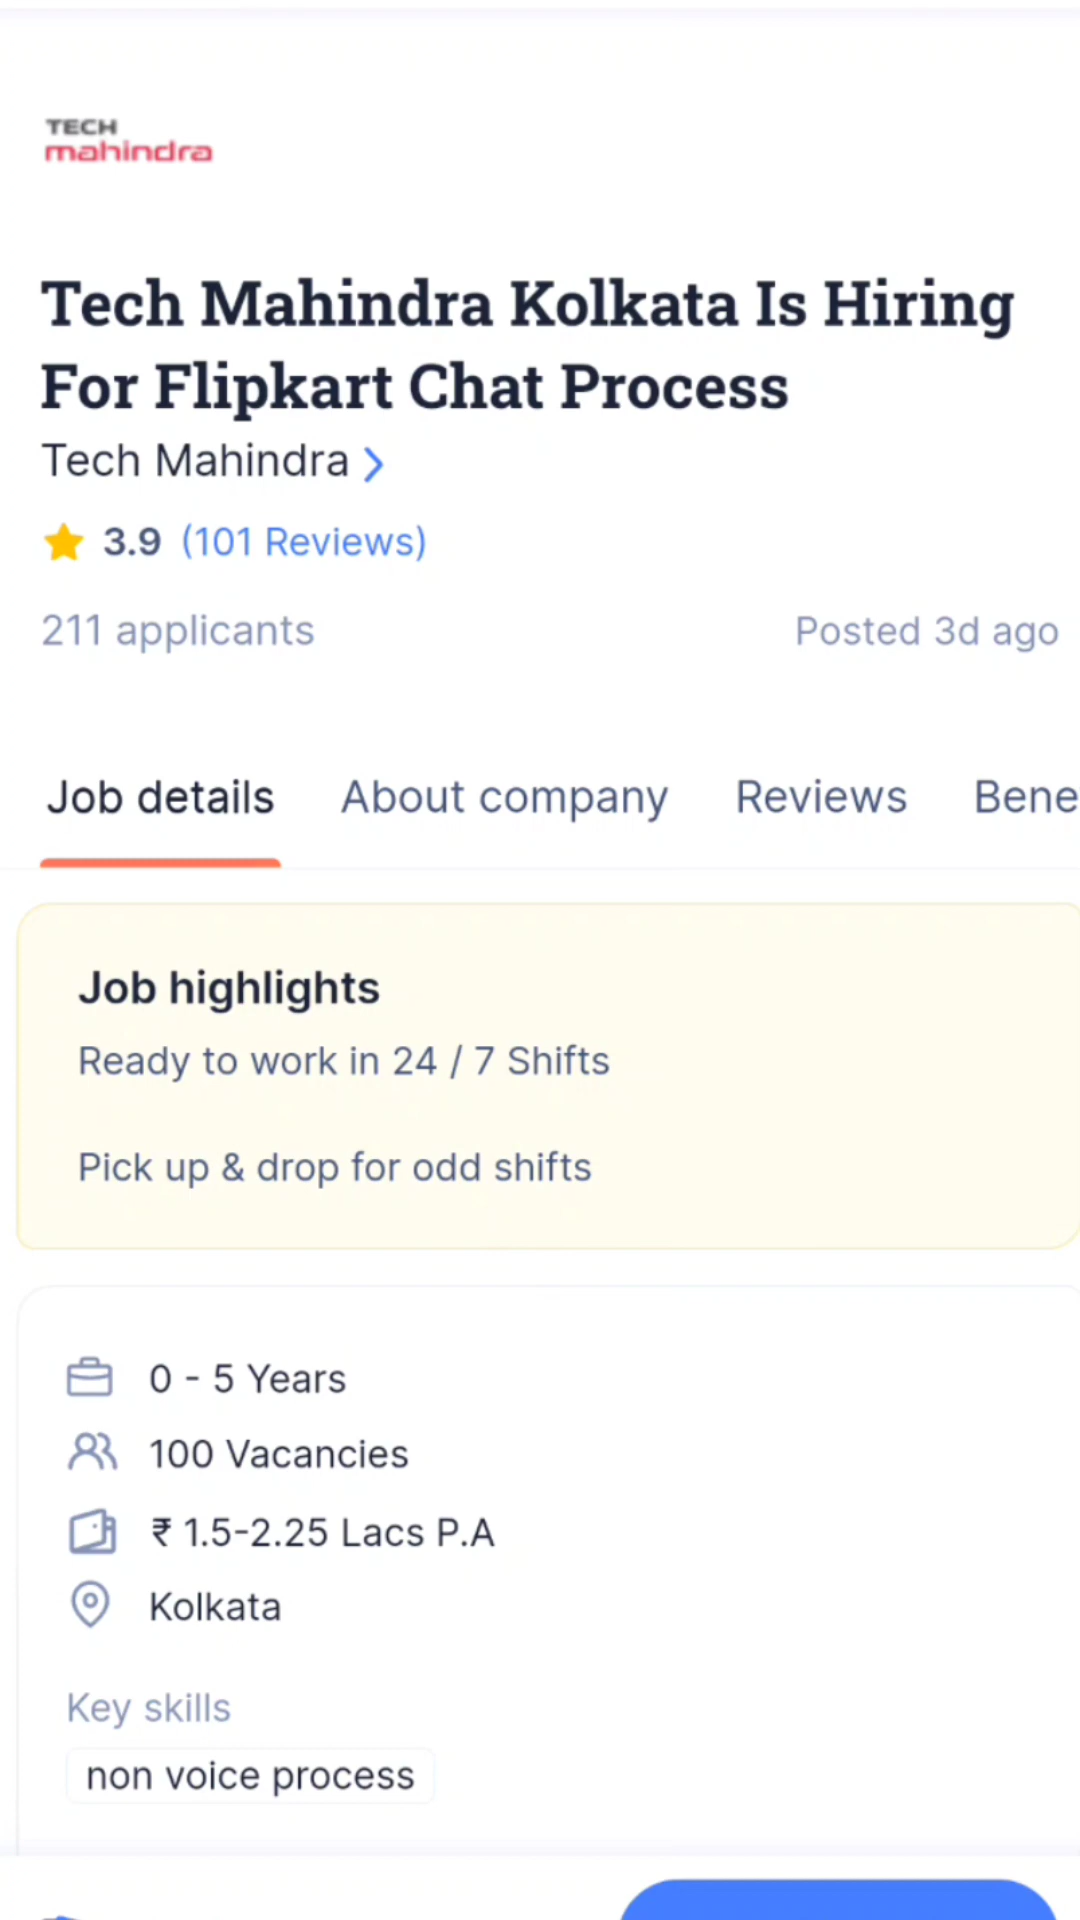 TECH
mahindra
Tech Mahindra Kolkata Is Hiring
For Flipkart Chat Process
Tech Mahindra
3.9 (101 Reviews)
211 applicants Posted 3d ago
Job details About company Reviews Bene
Job highlights
Ready to work in 24 / 7 Shifts
Pick up & drop for odd shifts
0 - 5 Years
100 Vacancies
₹ 1.5-2.25 Lacs P.A
Kolkata
Key skills
non voice process